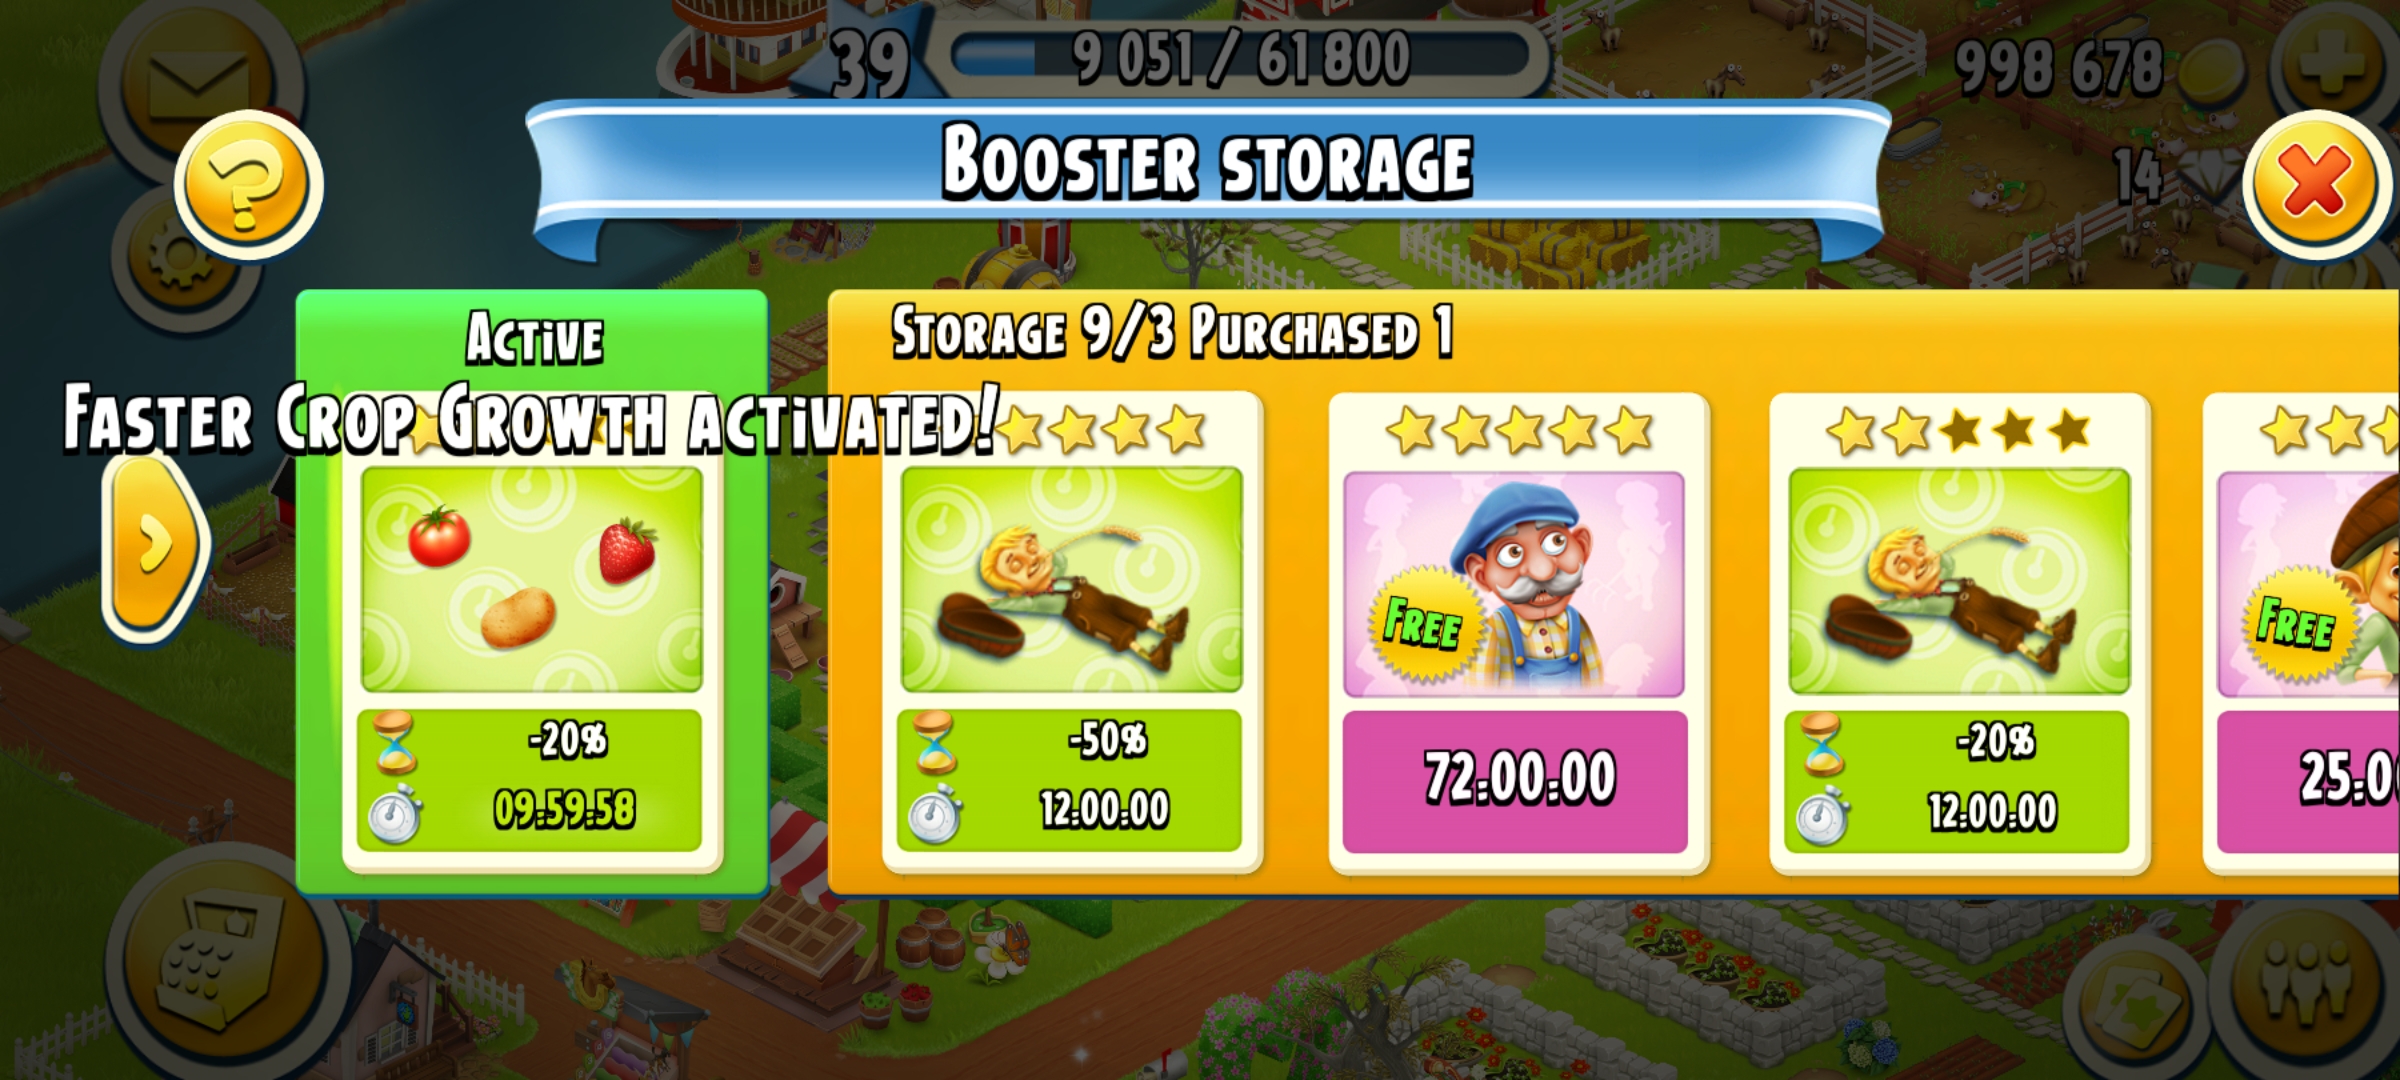 39
9 051 / 61 800
998 678
14
BOOSTER STORAGE
ACTIVE
STORAGE 9/3 PURCHASED 1
FASTER CROP GROWTH ACTIVATED!
-20%
09:59:58
-50%
12:00:00
FREE
72:00:00
-20%
12:00:00
FREE